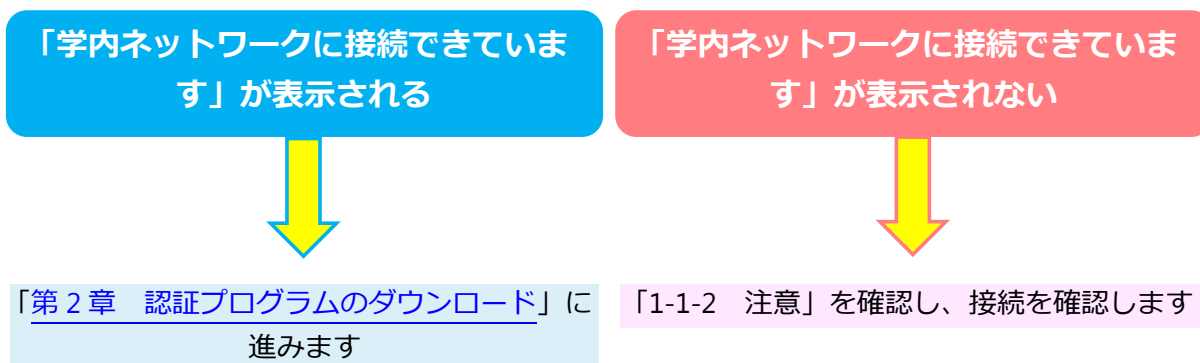 「学内ネットワークに接続できていま
す」が表示される
「学内ネットワークに接続できていま
す」が表示されない
「第2章　認証プログラムのダウンロード」に
進みます
「1-1-2　注意」を確認し、接続を確認します